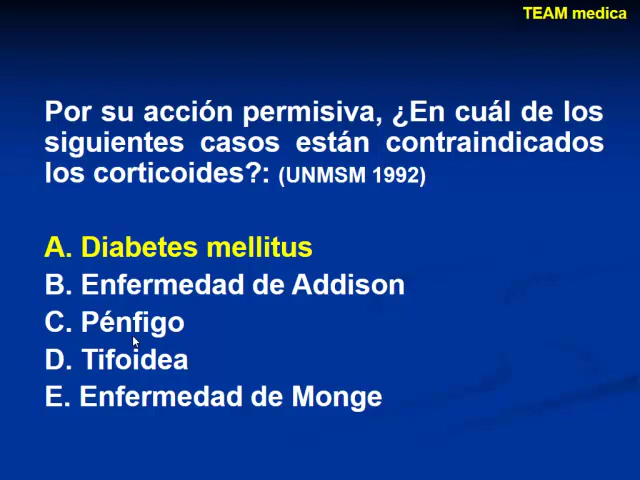 TEAM medica
Por su acción permisiva, ¿En cuál de los
siguientes casos están contraindicados
los corticoides?: (UNMSM 1992)
A. Diabetes mellitus
B. Enfermedad de Addison
C. Pénfigo
D. Tifoidea
E. Enfermedad de Monge